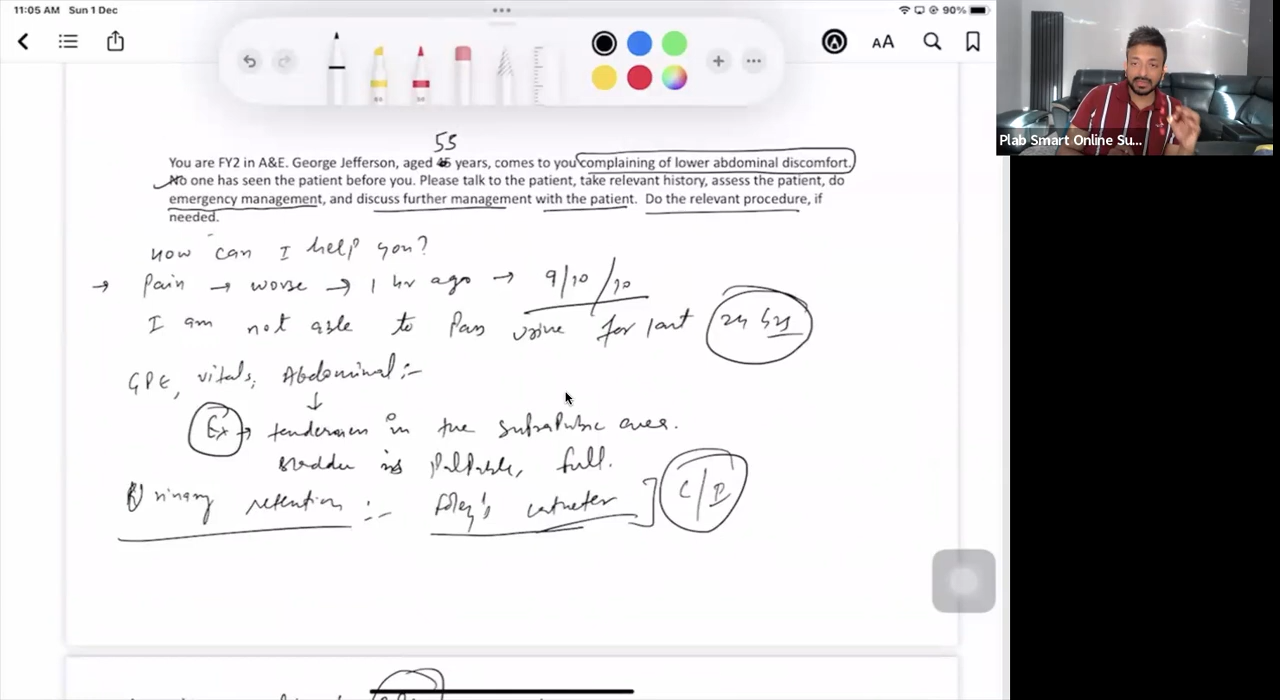 11:05 AM Sun 1 Dec
90%
AA
Plab Smart Online Su...
55
You are FY2 in A&E. George Jefferson, aged years, comes to you complaining of lower abdominal discomfort.
No one has seen the patient before you. Please talk to the patient, take relevant history, assess the patient, do
emergency management, and discuss further management with the patient. Do the relevant procedure, if
needed.
How can I help you?
→ Pain → worse → 1 hr ago → 9/10 /10
I am not able to Pass urine for last 24 hrs
GPE, vitals, Abdominal :-
↓
Ex → tenderness in the suprapubic area.
Bladder is Palpable, full.
Urinary retention :- Foley's catheter] C/I